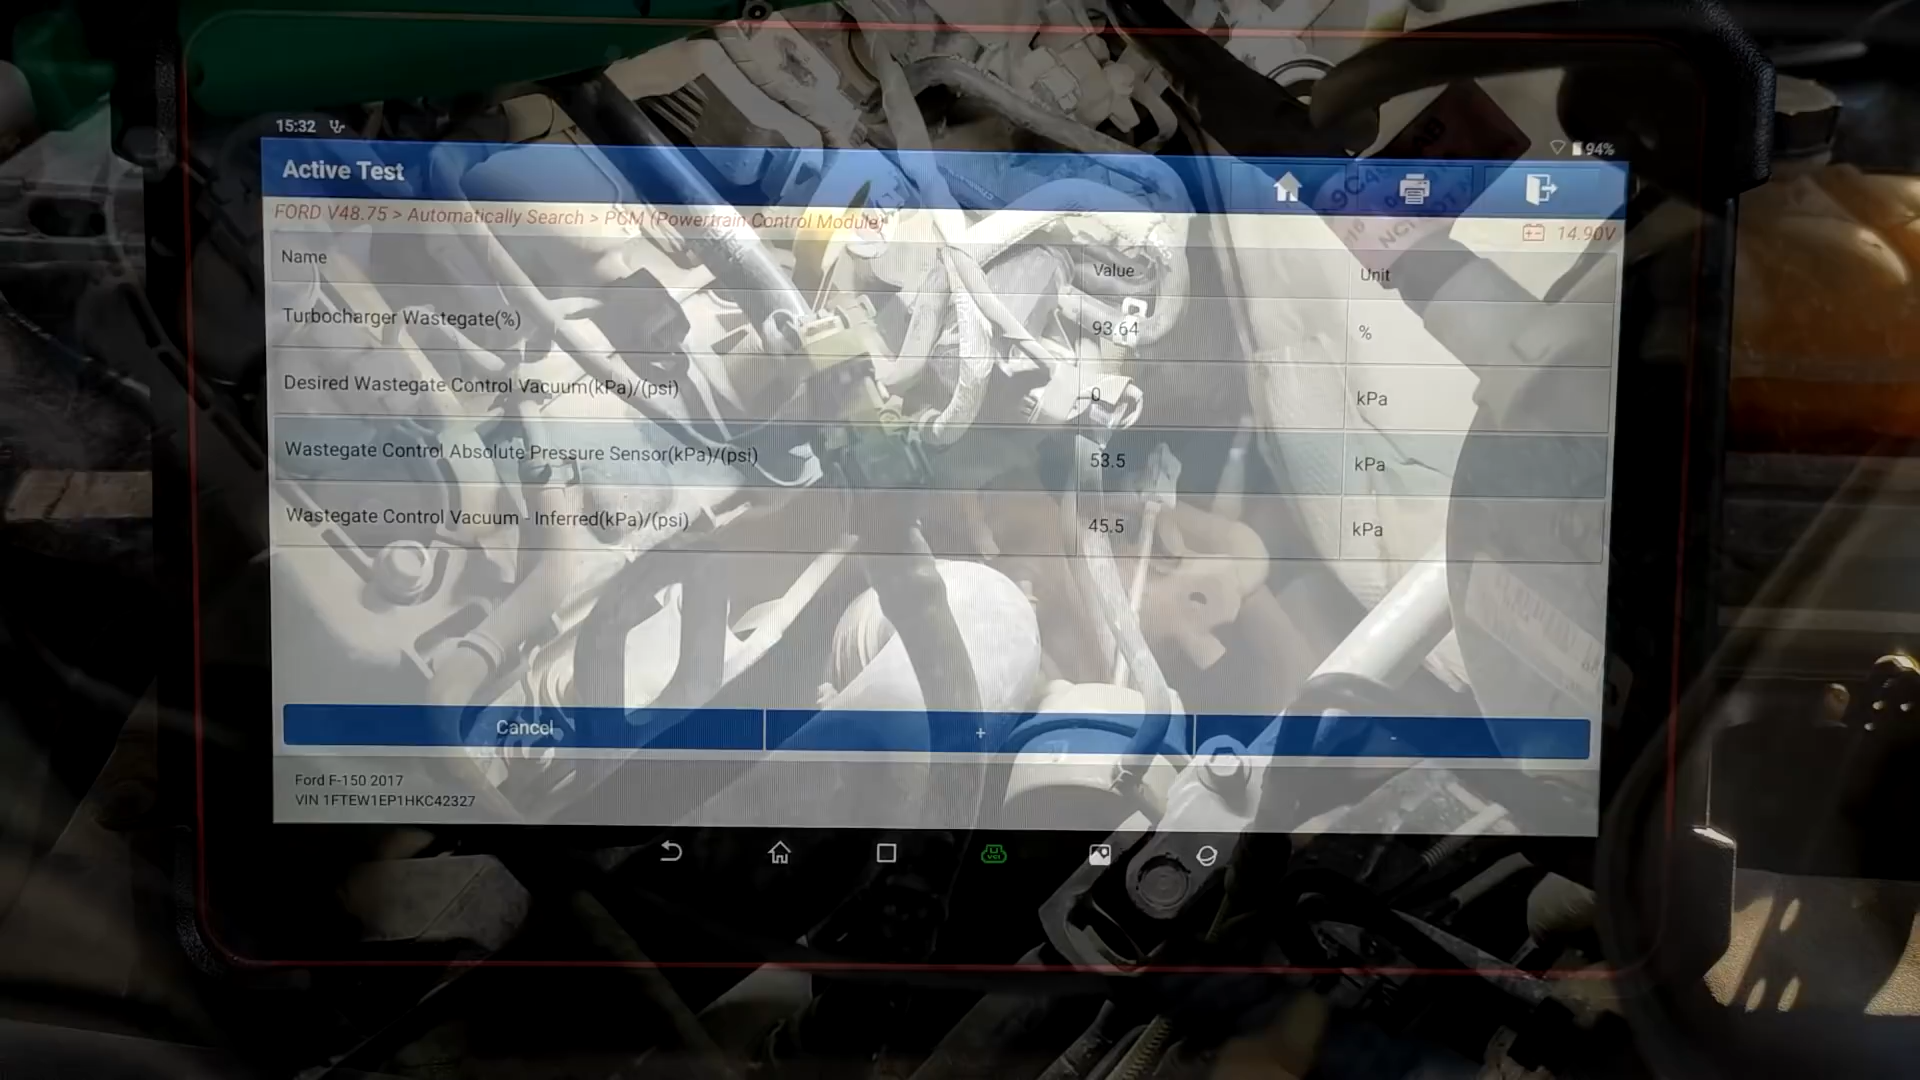 15:32
94%
Active Test
FORD V48.75 > Automatically Search > PCM (Powertrain Control Module)
14.90V
Name Value Unit
Turbocharger Wastegate(%) 93.64 %
Desired Wastegate Control Vacuum(kPa)/(psi) -0 kPa
Wastegate Control Absolute Pressure Sensor(kPa)/(psi) 53.5 kPa
Wastegate Control Vacuum - Inferred(kPa)/(psi) 45.5 kPa
Cancel + -
Ford F-150 2017
VIN 1FTEW1EP1HKC42327
VCI